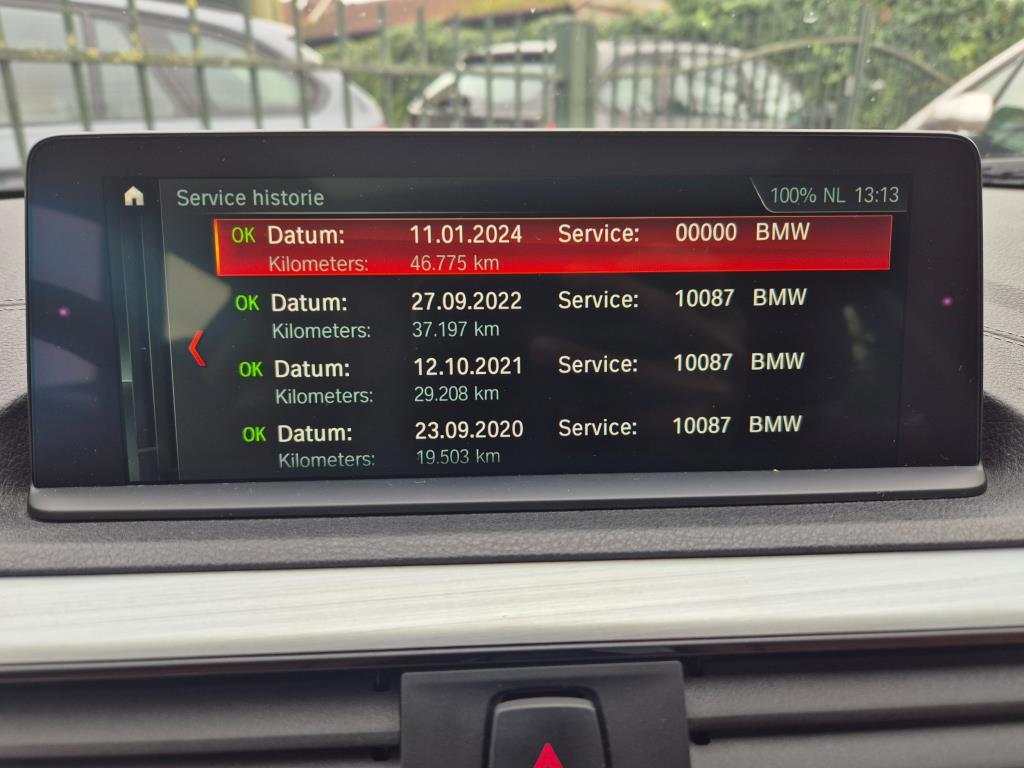 Service historie 100% NL 13:13
OK Datum: 11.01.2024 Service: 00000 BMW
Kilometers: 46.775 km
OK Datum: 27.09.2022 Service: 10087 BMW
Kilometers: 37.197 km
OK Datum: 12.10.2021 Service: 10087 BMW
Kilometers: 29.208 km
OK Datum: 23.09.2020 Service: 10087 BMW
Kilometers: 19.503 km